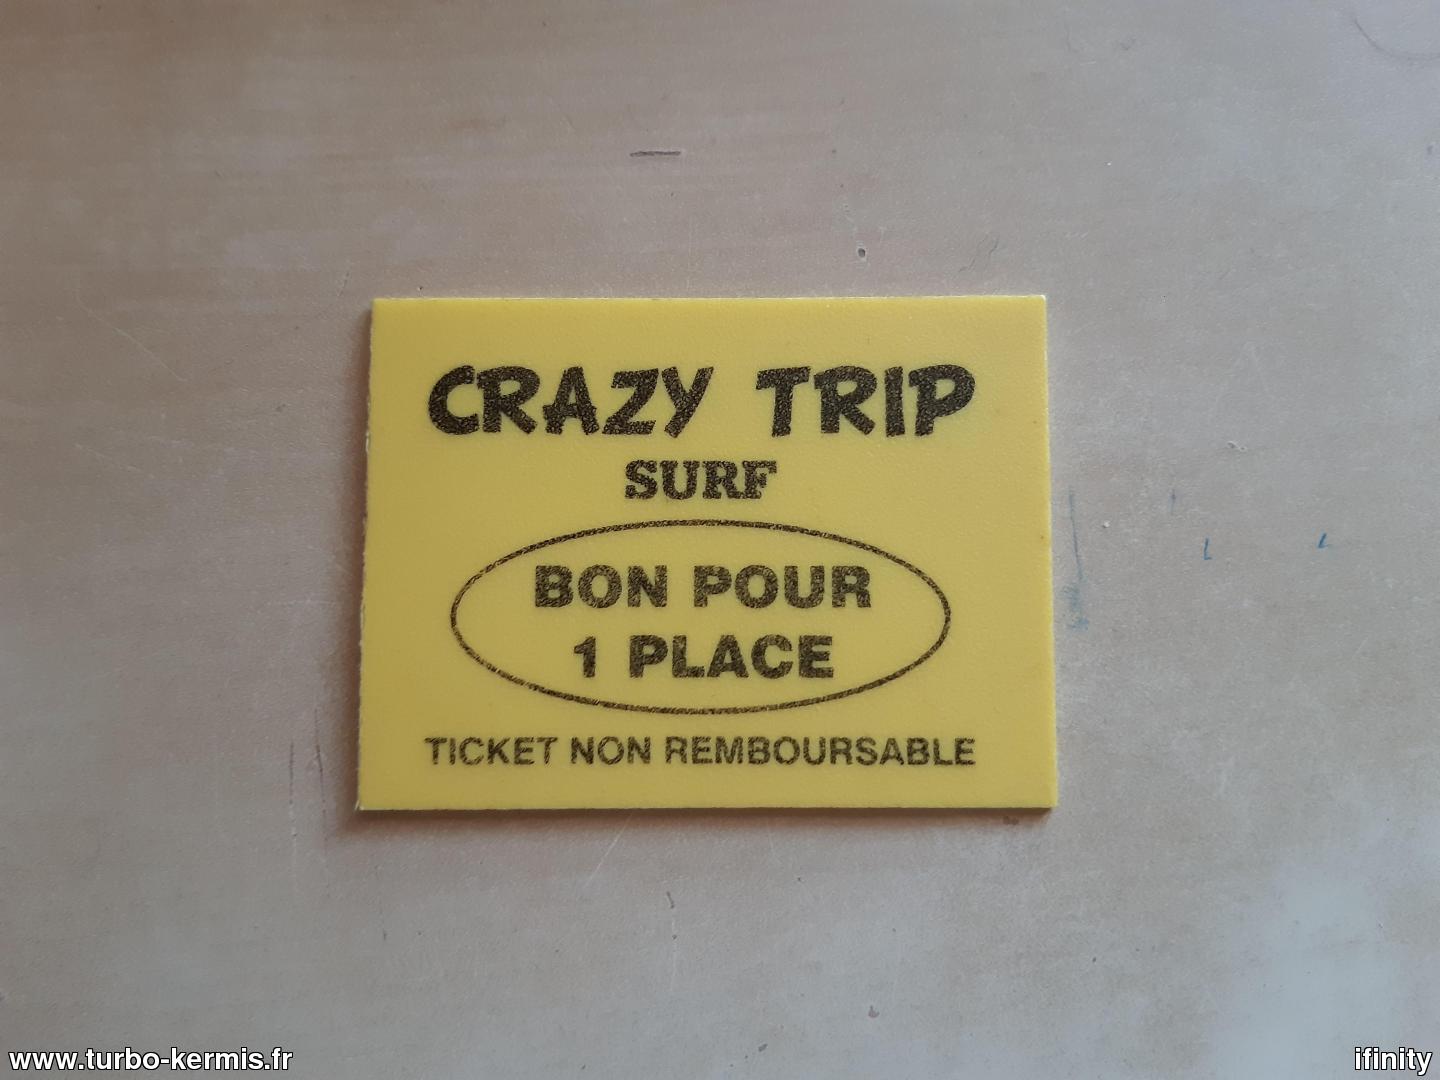 CRAZY TRIP
SURF
BON POUR
1 PLACE
TICKET NON REMBOURSABLE
www.turbo-kermis.fr
ifinity